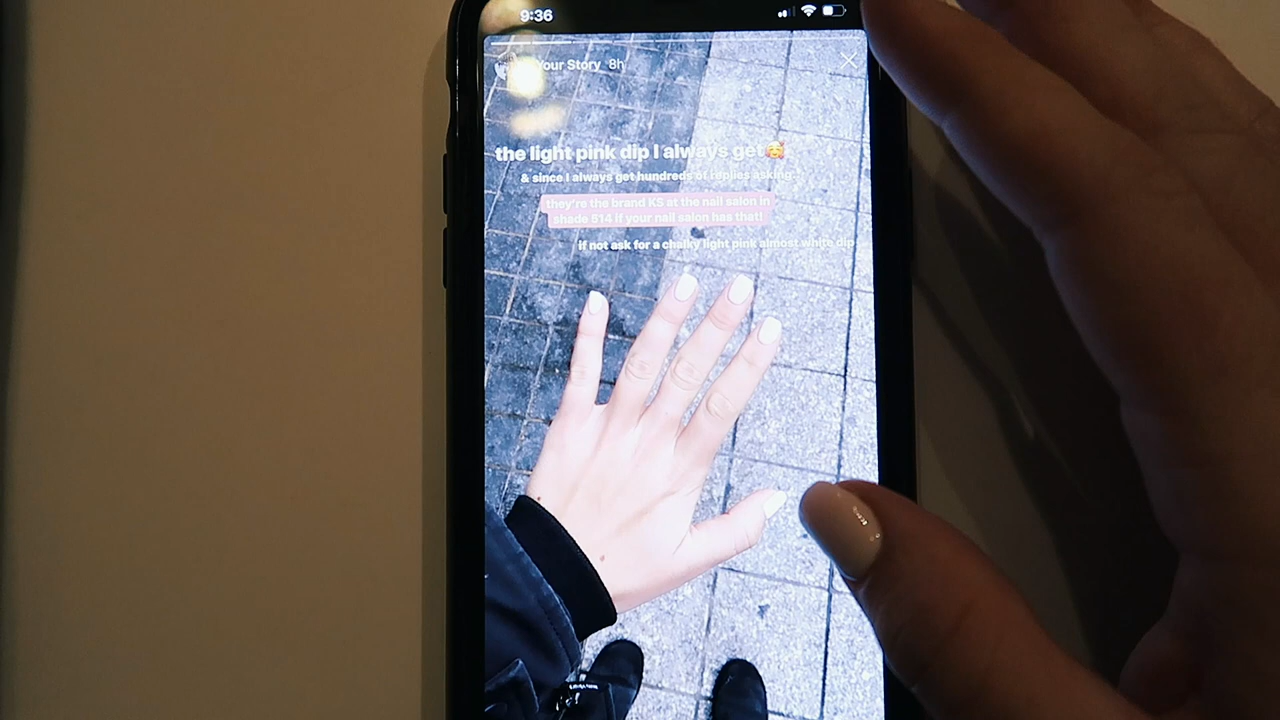 9:36
Your Story 8h
the light pink dip I always get🥰
& since I always get hundreds of replies asking...
they're the brand KS at the nail salon in
shade 514 if your nail salon has that!
if not ask for a chalky light pink almost white dip